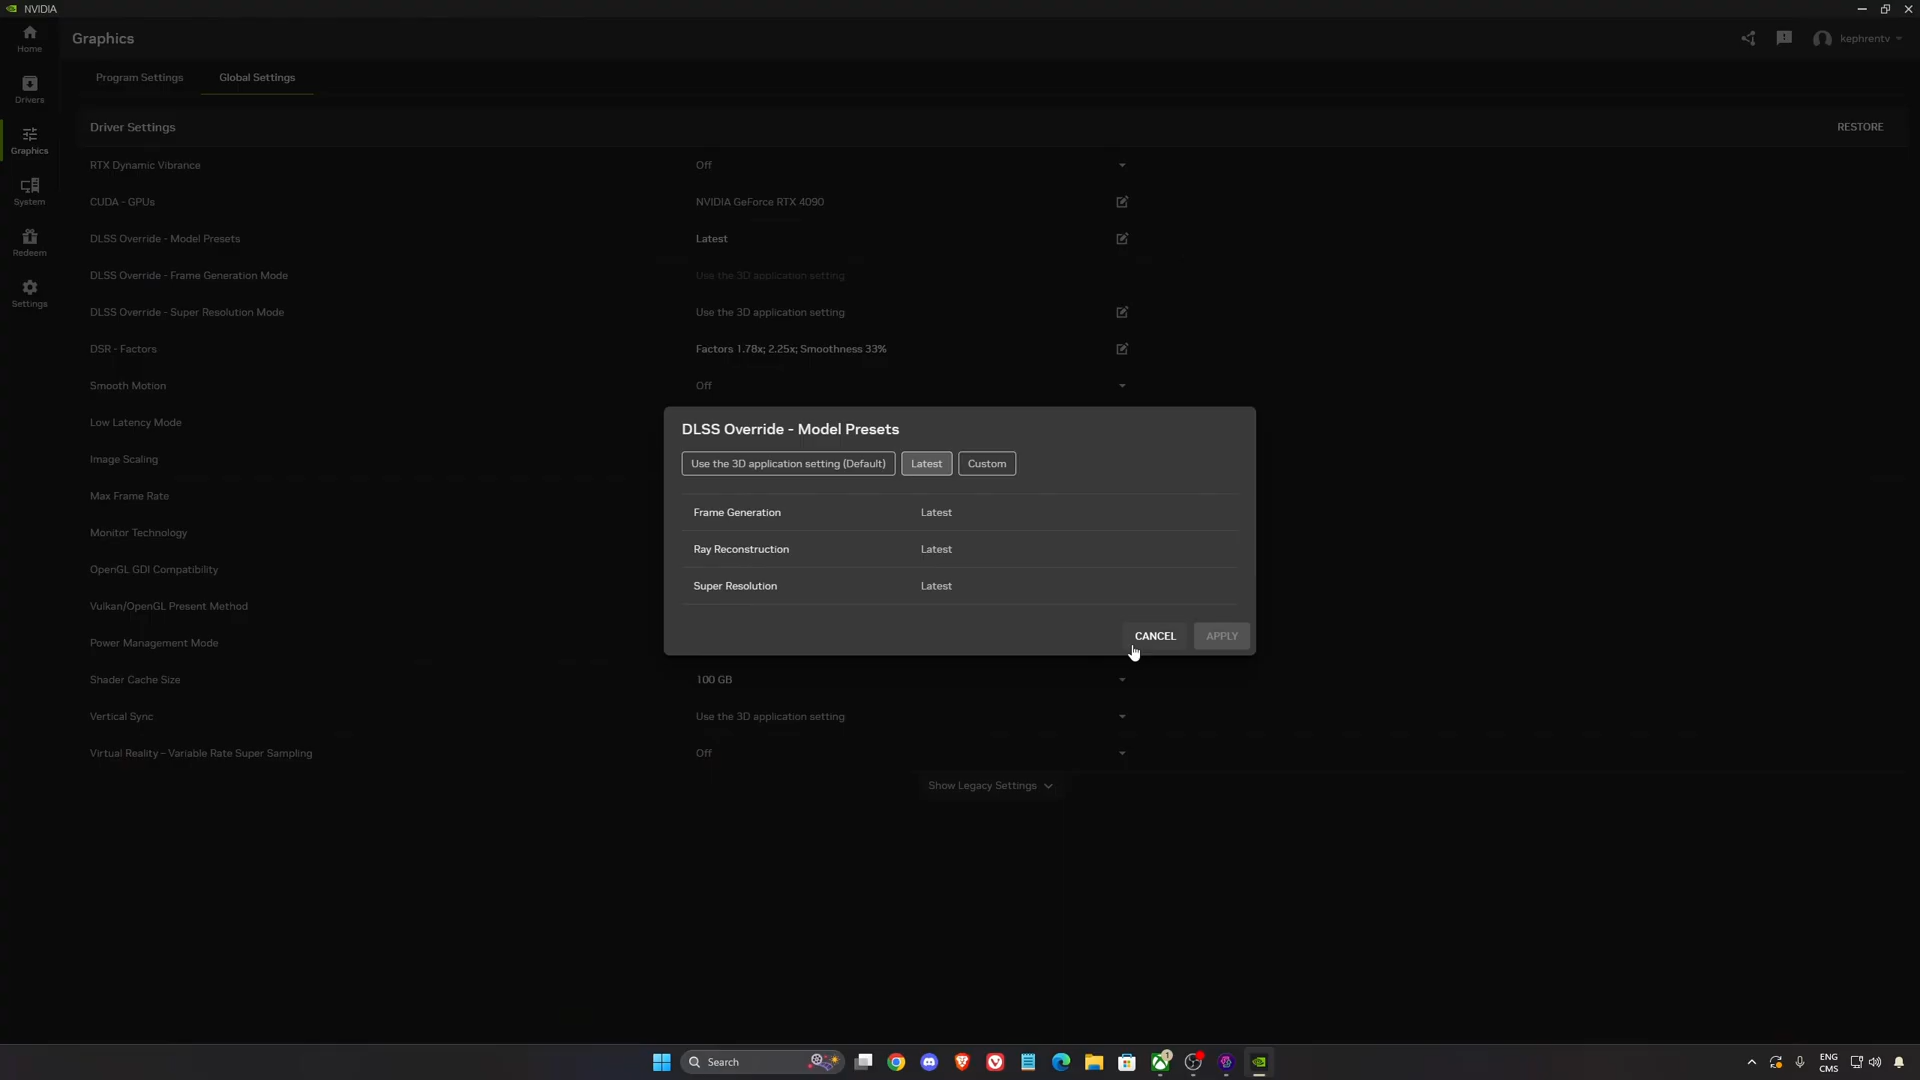 NVIDIA
Home
Graphics
kephrentv
Program Settings
Global Settings
Drivers
Driver Settings
RESTORE
Graphics
RTX Dynamic Vibrance
Off
CUDA - GPUs
NVIDIA GeForce RTX 4090
System
DLSS Override - Model Presets
Latest
Redeem
DLSS Override - Frame Generation Mode
Use the 3D application setting
Settings
DLSS Override - Super Resolution Mode
Use the 3D application setting
DSR - Factors
Factors 1.78x; 2.25x; Smoothness 33%
Smooth Motion
Off
Low Latency Mode
Image Scaling
Max Frame Rate
Monitor Technology
OpenGL GDI Compatibility
Vulkan/OpenGL Present Method
Power Management Mode
DLSS Override - Model Presets
Use the 3D application setting (Default)
Latest
Custom
Frame Generation
Latest
Ray Reconstruction
Latest
Super Resolution
Latest
CANCEL
APPLY
Shader Cache Size
100 GB
Vertical Sync
Use the 3D application setting
Virtual Reality – Variable Rate Super Sampling
Off
Show Legacy Settings
Search
1
ENG
CMS